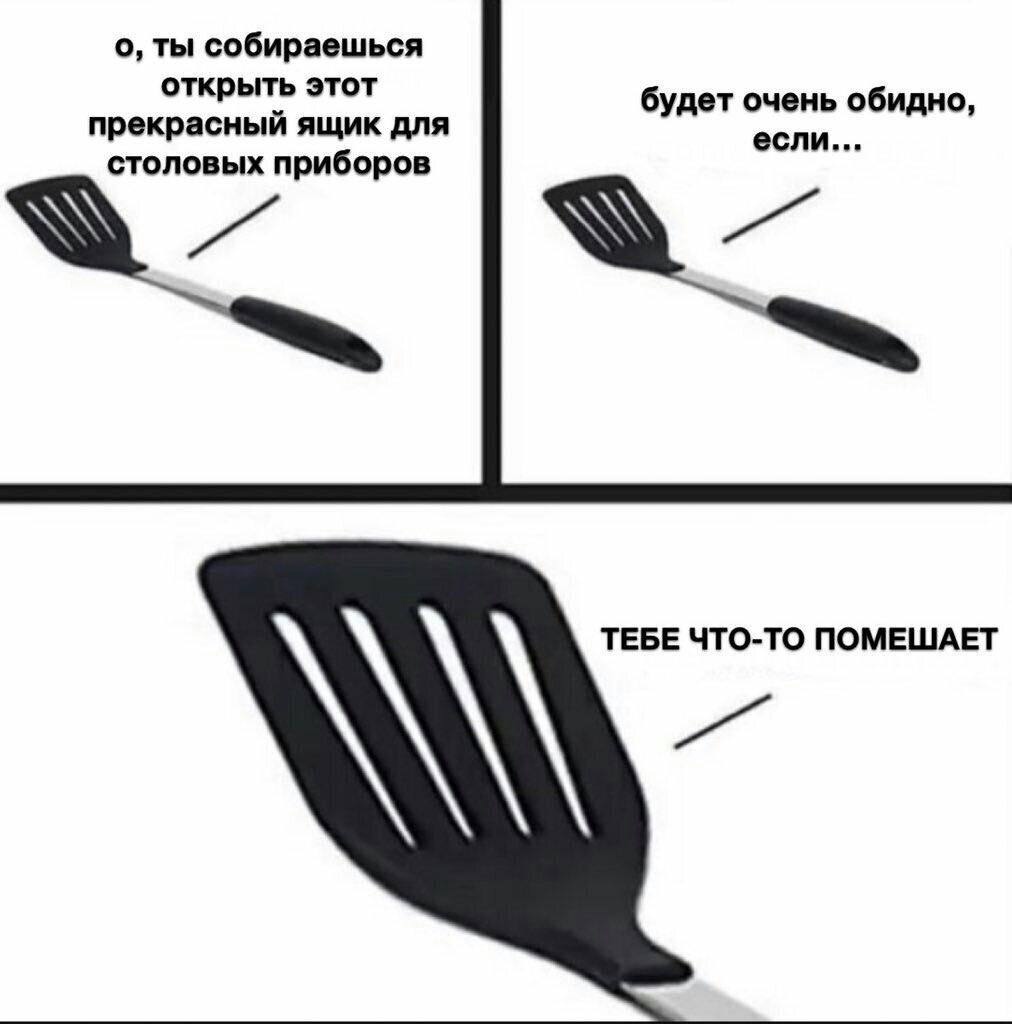 о, ты собираешься
открыть этот
прекрасный ящик для
столовых приборов
будет очень обидно,
если...
ТЕБЕ ЧТО-ТО ПОМЕШАЕТ